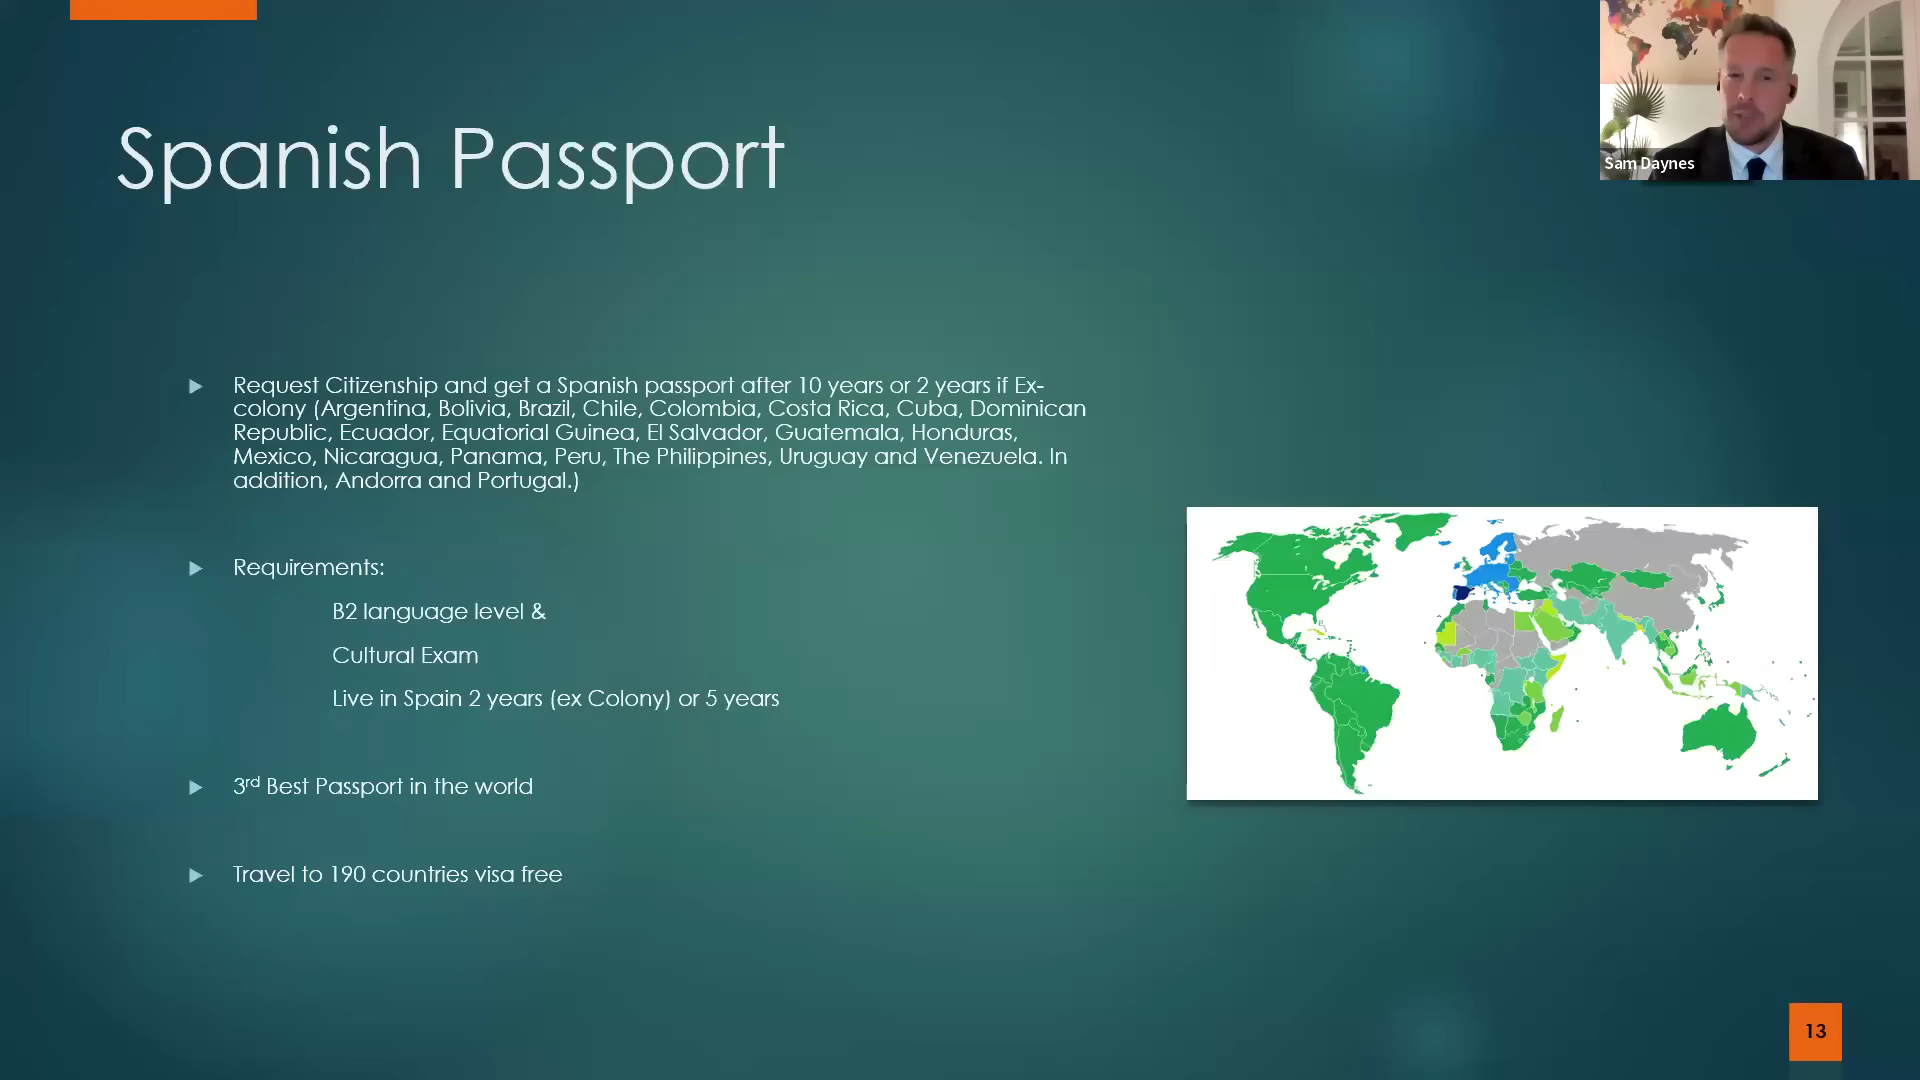 Sam Daynes
Spanish Passport
Request Citizenship and get a Spanish passport after 10 years or 2 years if Ex-
colony (Argentina, Bolivia, Brazil, Chile, Colombia, Costa Rica, Cuba, Dominican
Republic, Ecuador, Equatorial Guinea, El Salvador, Guatemala, Honduras,
Mexico, Nicaragua, Panama, Peru, The Philippines, Uruguay and Venezuela. In
addition, Andorra and Portugal.)
Requirements:
B2 language level &
Cultural Exam
Live in Spain 2 years (ex Colony) or 5 years
3rd Best Passport in the world
Travel to 190 countries visa free
13